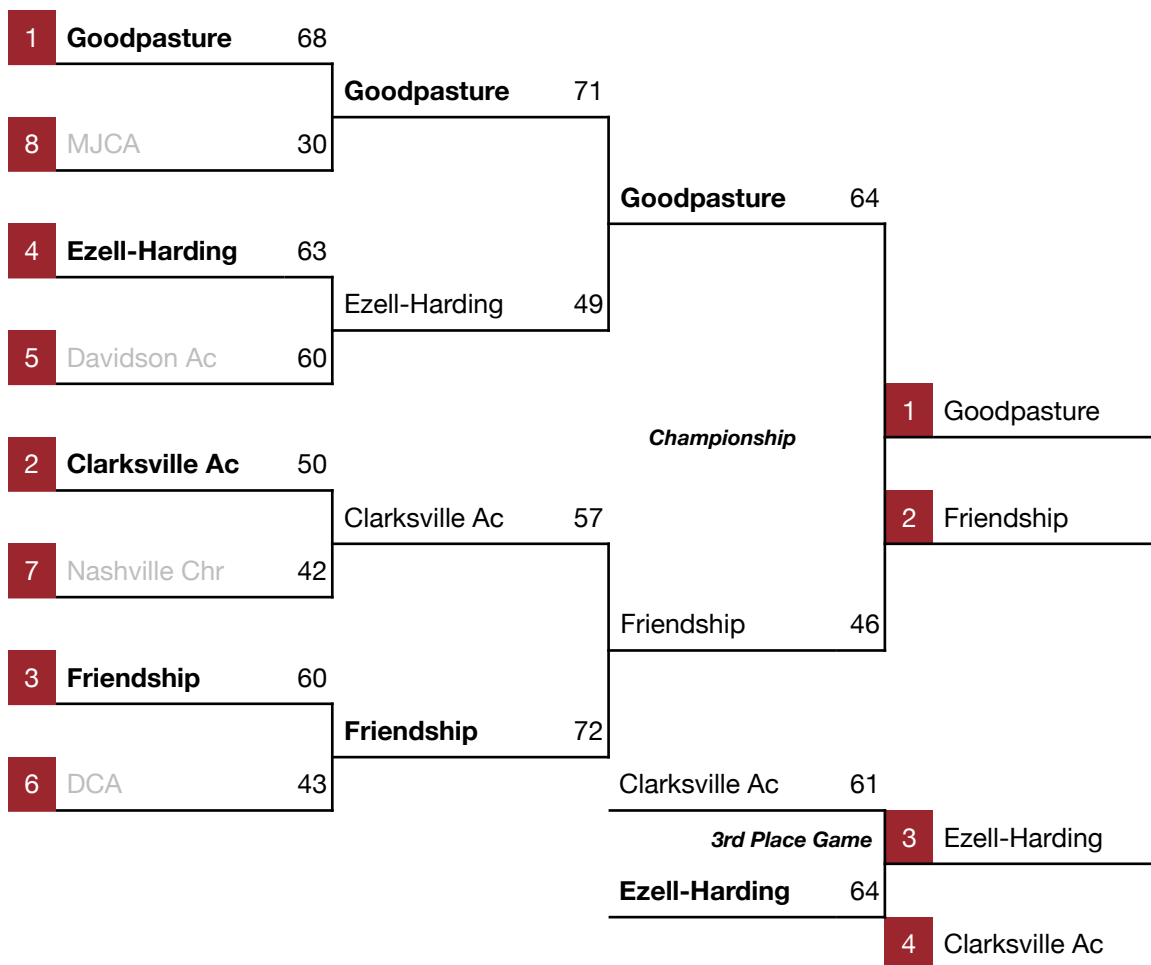 1 Goodpasture 68
Goodpasture 71
8 MJCA 30
Goodpasture 64
4 Ezell-Harding 63
Ezell-Harding 49
5 Davidson Ac 60
1 Goodpasture
Championship
2 Clarksville Ac 50
Clarksville Ac 57
2 Friendship
7 Nashville Chr 42
Friendship 46
3 Friendship 60
Friendship 72
6 DCA 43
Clarksville Ac 61
3rd Place Game
3 Ezell-Harding
Ezell-Harding 64
4 Clarksville Ac